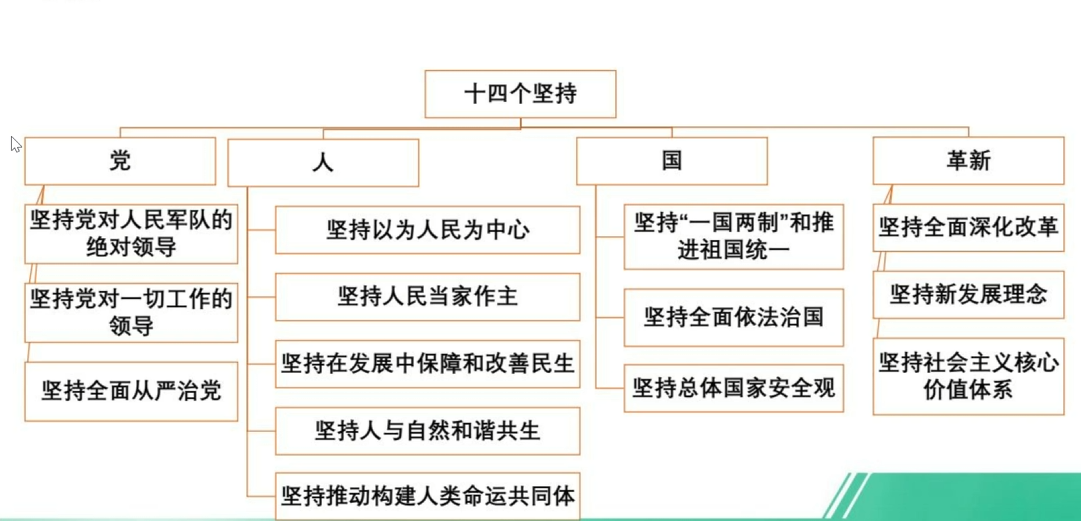 十四个坚持
党
坚持党对人民军队的
绝对领导
坚持党对一切工作的
领导
坚持全面从严治党
人
坚持以为人民为中心
坚持人民当家作主
坚持在发展中保障和改善民生
坚持人与自然和谐共生
坚持推动构建人类命运共同体
国
坚持“一国两制”和推
进祖国统一
坚持全面依法治国
坚持总体国家安全观
革新
坚持全面深化改革
坚持新发展理念
坚持社会主义核心
价值体系